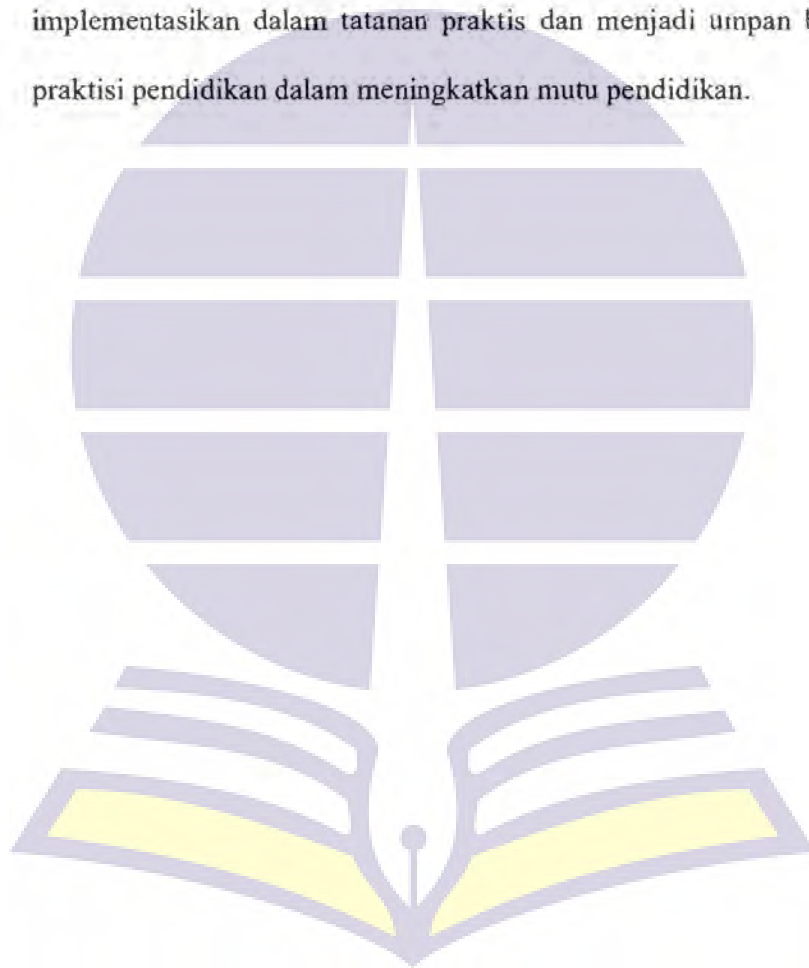 implementasikan dalam tatanan praktis dan menjadi umpan
praktisi pendidikan dalam meningkatkan mutu pendidikan.